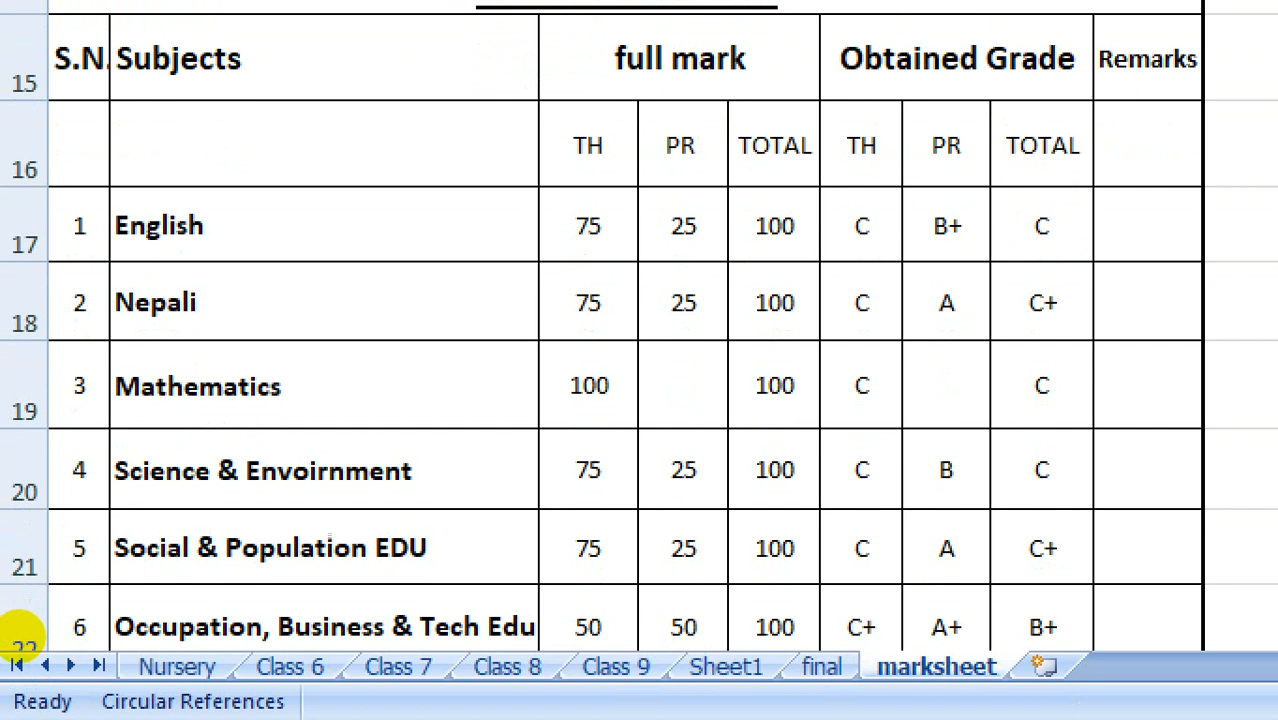 S.N. Subjects full mark Obtained Grade Remarks
15
TH PR TOTAL TH PR TOTAL
16
1 English 75 25 100 C B+ C
17
2 Nepali 75 25 100 C A C+
18
3 Mathematics 100 100 C C
19
4 Science & Envoirnment 75 25 100 C B C
20
5 Social & Population EDU 75 25 100 C A C+
21
6 Occupation, Business & Tech Edu 50 50 100 C+ A+ B+
22
Nursery Class 6 Class 7 Class 8 Class 9 Sheet1 final marksheet
Ready Circular References